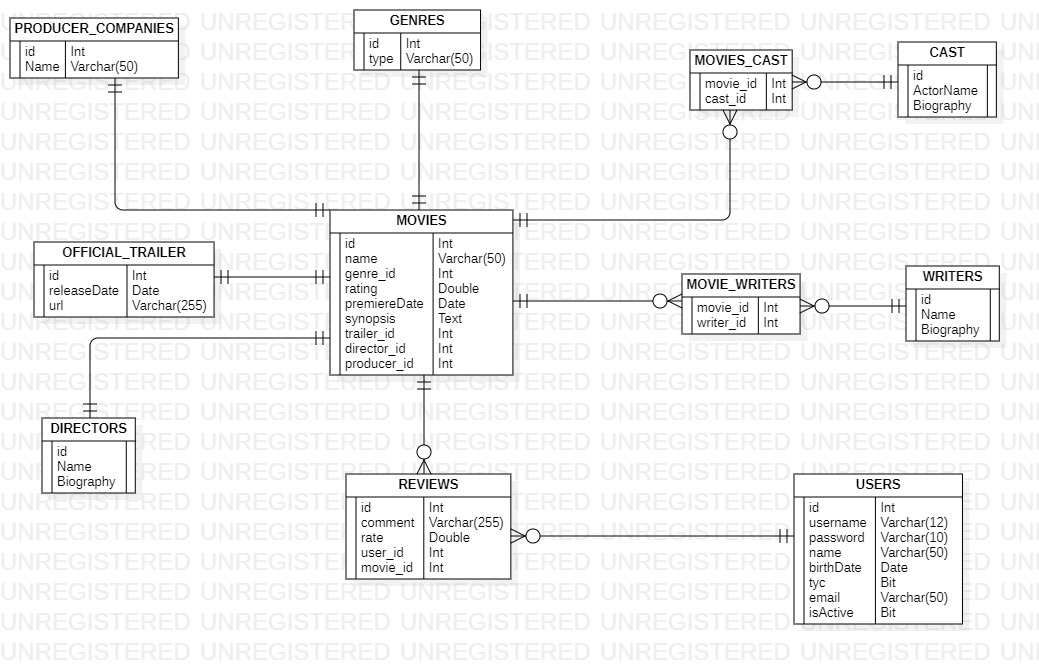 PRODUCER_COMPANIES
id Int
Name Varchar(50)
GENRES
id Int
type Varchar(50)
MOVIES_CAST
movie_id Int
cast_id Int
CAST
id
ActorName
Biography
MOVIES
id Int
name Varchar(50)
genre_id Int
rating Double
premiereDate Date
synopsis Text
trailer_id Int
director_id Int
producer_id Int
OFFICIAL_TRAILER
id Int
releaseDate Date
url Varchar(255)
MOVIE_WRITERS
movie_id Int
writer_id Int
WRITERS
id
Name
Biography
DIRECTORS
id
Name
Biography
REVIEWS
id Int
comment Varchar(255)
rate Double
user_id Int
movie_id Int
USERS
id Int
username Varchar(12)
password Varchar(10)
name Varchar(50)
birthDate Date
tyc Bit
email Varchar(50)
isActive Bit
UNREGISTERED